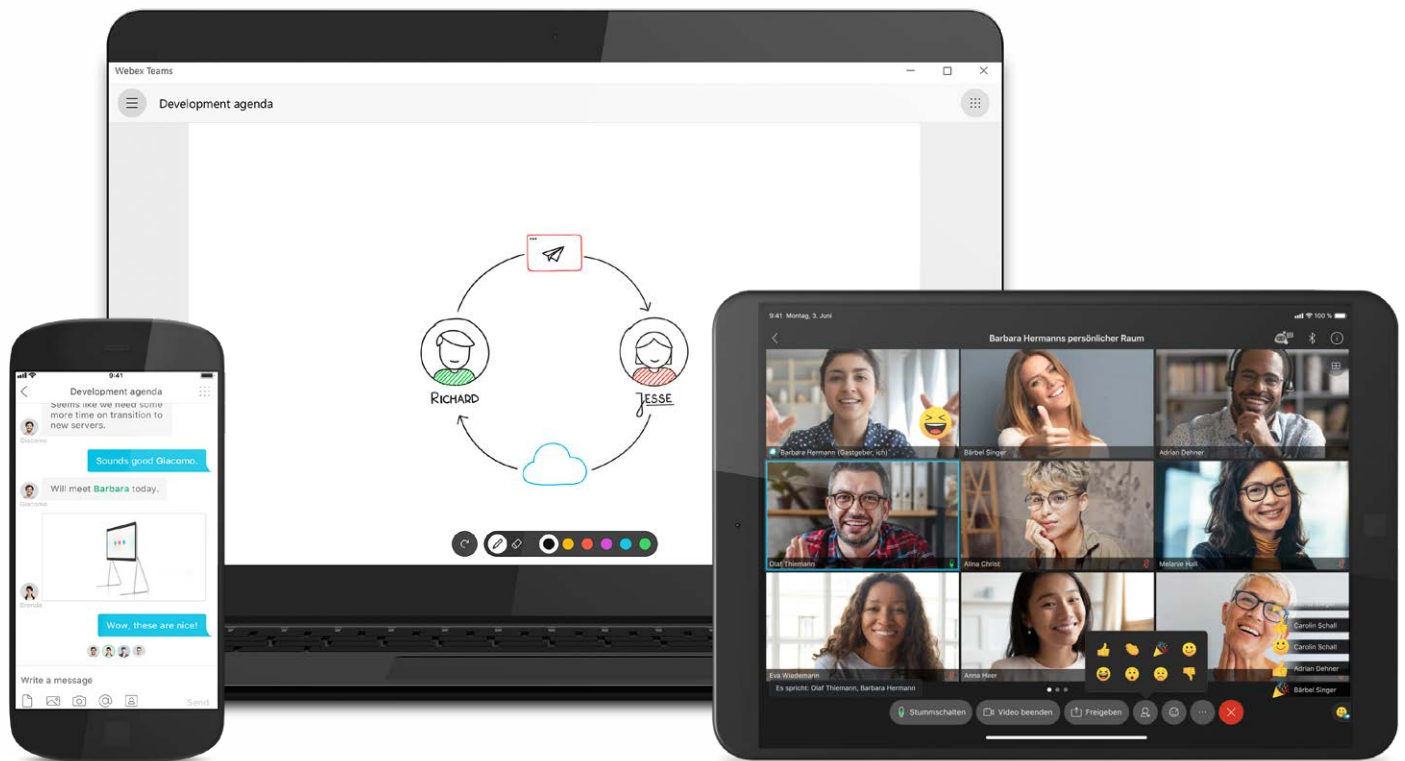 Webex Teams
Development agenda
RICHARD
JESSE
9:41
Development agenda
Seems like we need some
more time on transition to
new servers.
Giacomo
Sounds good Giacomo.
Will meet Barbara today.
Giacomo
Brenda
Wow, these are nice!
Write a message
Send
9:41 Montag, 3. Juni
100 %
Barbara Hermanns persönlicher Raum
Barbara Hermann (Gastgeber, ich)
Bärbel Singer
Adrian Dehner
Olaf Thiemann
Alina Christ
Melanie Hall
Eva Wiedemann
Anna Heer
Carolin Schall
Carolin Schall
Adrian Dehner
Bärbel Singer
Es spricht: Olaf Thiemann, Barbara Hermann
Stummschalten
Video beenden
Freigeben